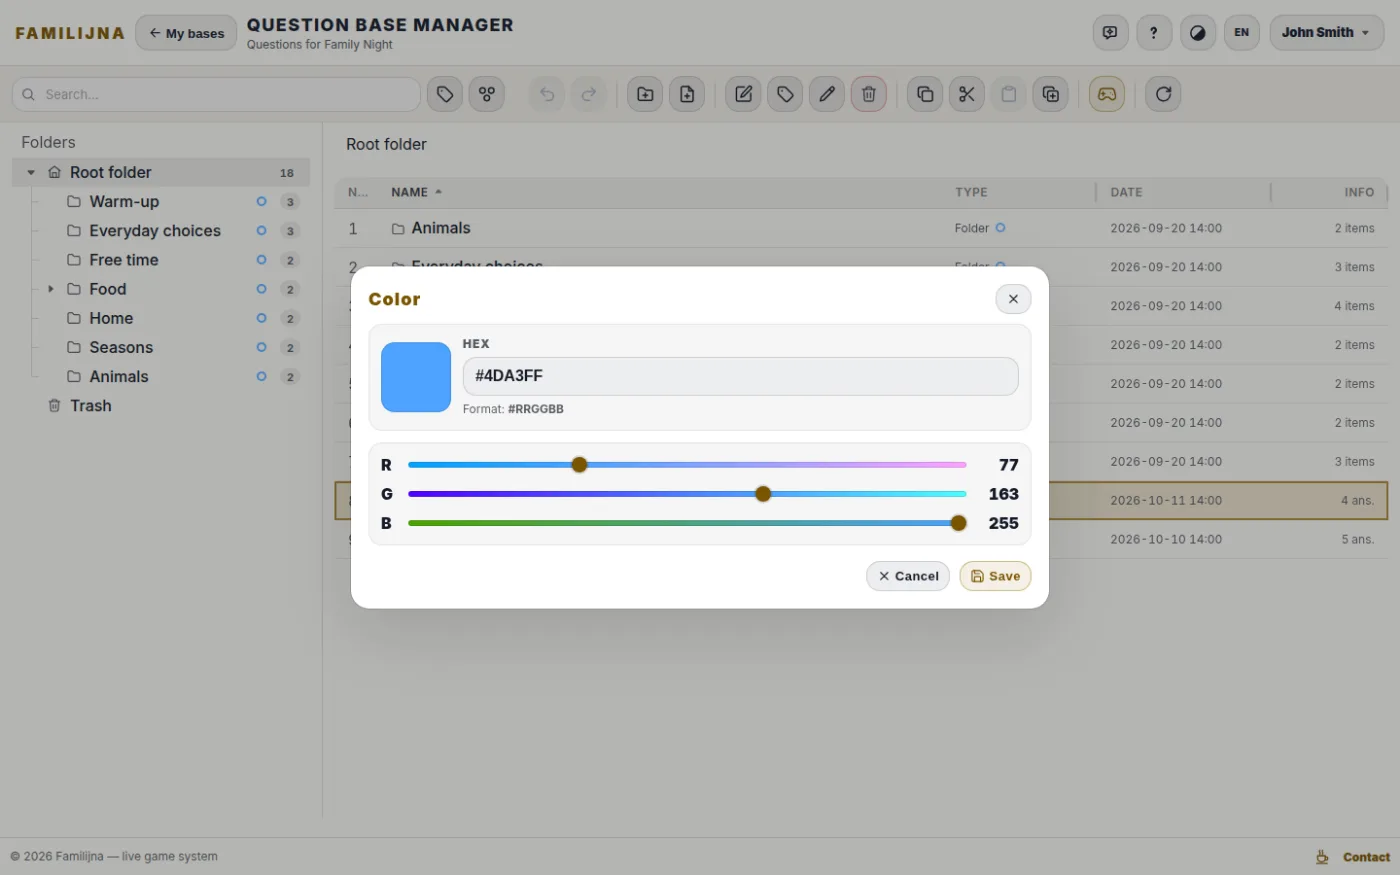 FAMILIJNA
My bases
QUESTION BASE MANAGER
Questions for Family Night
?
EN
John Smith
Search...
Folders
Root folder 18
Warm-up 3
Everyday choices 3
Free time 2
Food 2
Home 2
Seasons 2
Animals 2
Trash
Root folder
N... NAME TYPE DATE INFO
1 Animals Folder 2026-09-20 14:00 2 items
2 Everyday choices Folder 2026-09-20 14:00 3 items
2026-09-20 14:00 4 items
2026-09-20 14:00 2 items
2026-09-20 14:00 2 items
2026-09-20 14:00 2 items
2026-09-20 14:00 3 items
2026-10-11 14:00 4 ans.
2026-10-10 14:00 5 ans.
Color
HEX
#4DA3FF
Format: #RRGGBB
R 77
G 163
B 255
Cancel
Save
© 2026 Familijna — live game system
Contact